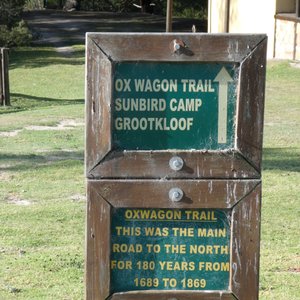 OX WAGON TRAIL
SUNBIRD CAMP
GROOTKLOOF
OXWAGON TRAIL
THIS WAS THE MAIN
ROAD TO THE NORTH
FOR 180 YEARS FROM
1689 TO 1869